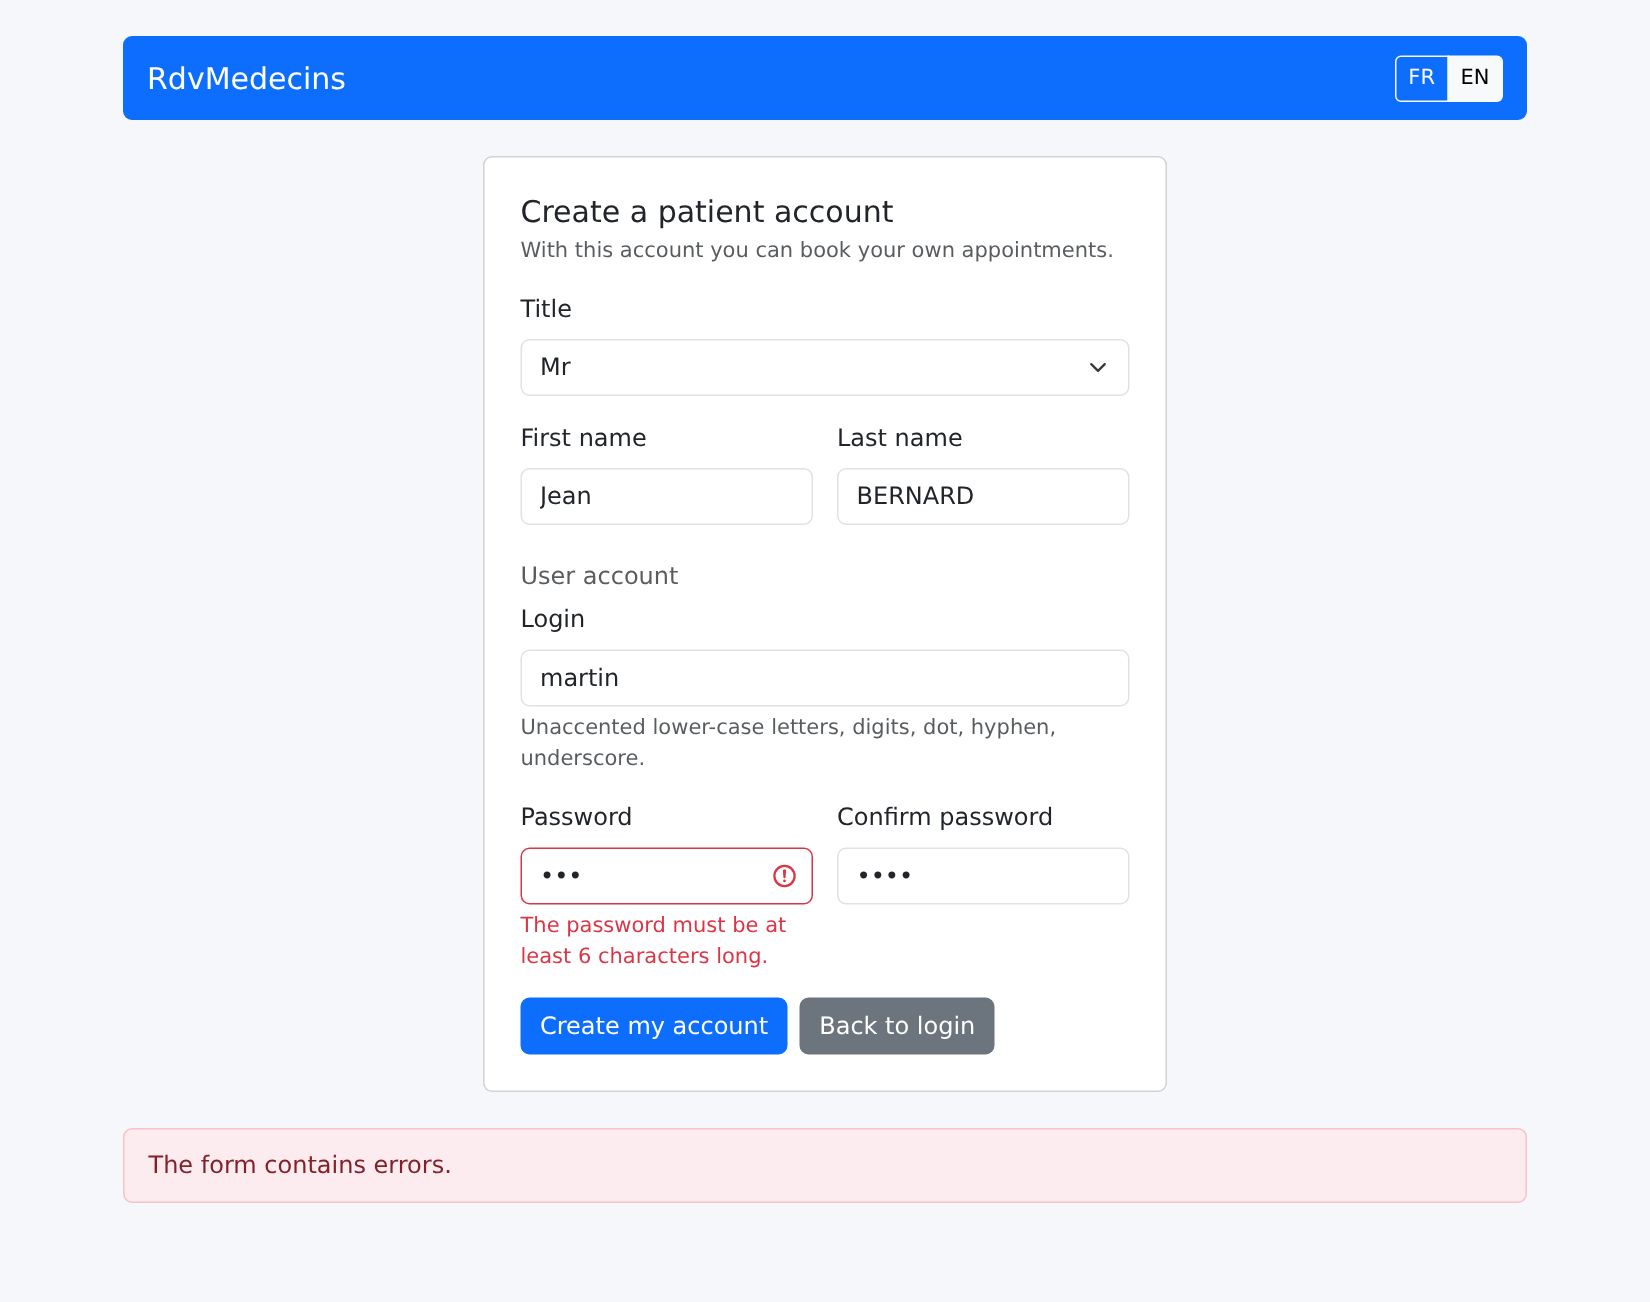 RdvMedecins
FR EN
Create a patient account
With this account you can book your own appointments.
Title
Mr
First name Last name
Jean BERNARD
User account
Login
martin
Unaccented lower-case letters, digits, dot, hyphen,
underscore.
Password Confirm password
••• ••••
The password must be at
least 6 characters long.
Create my account Back to login
The form contains errors.